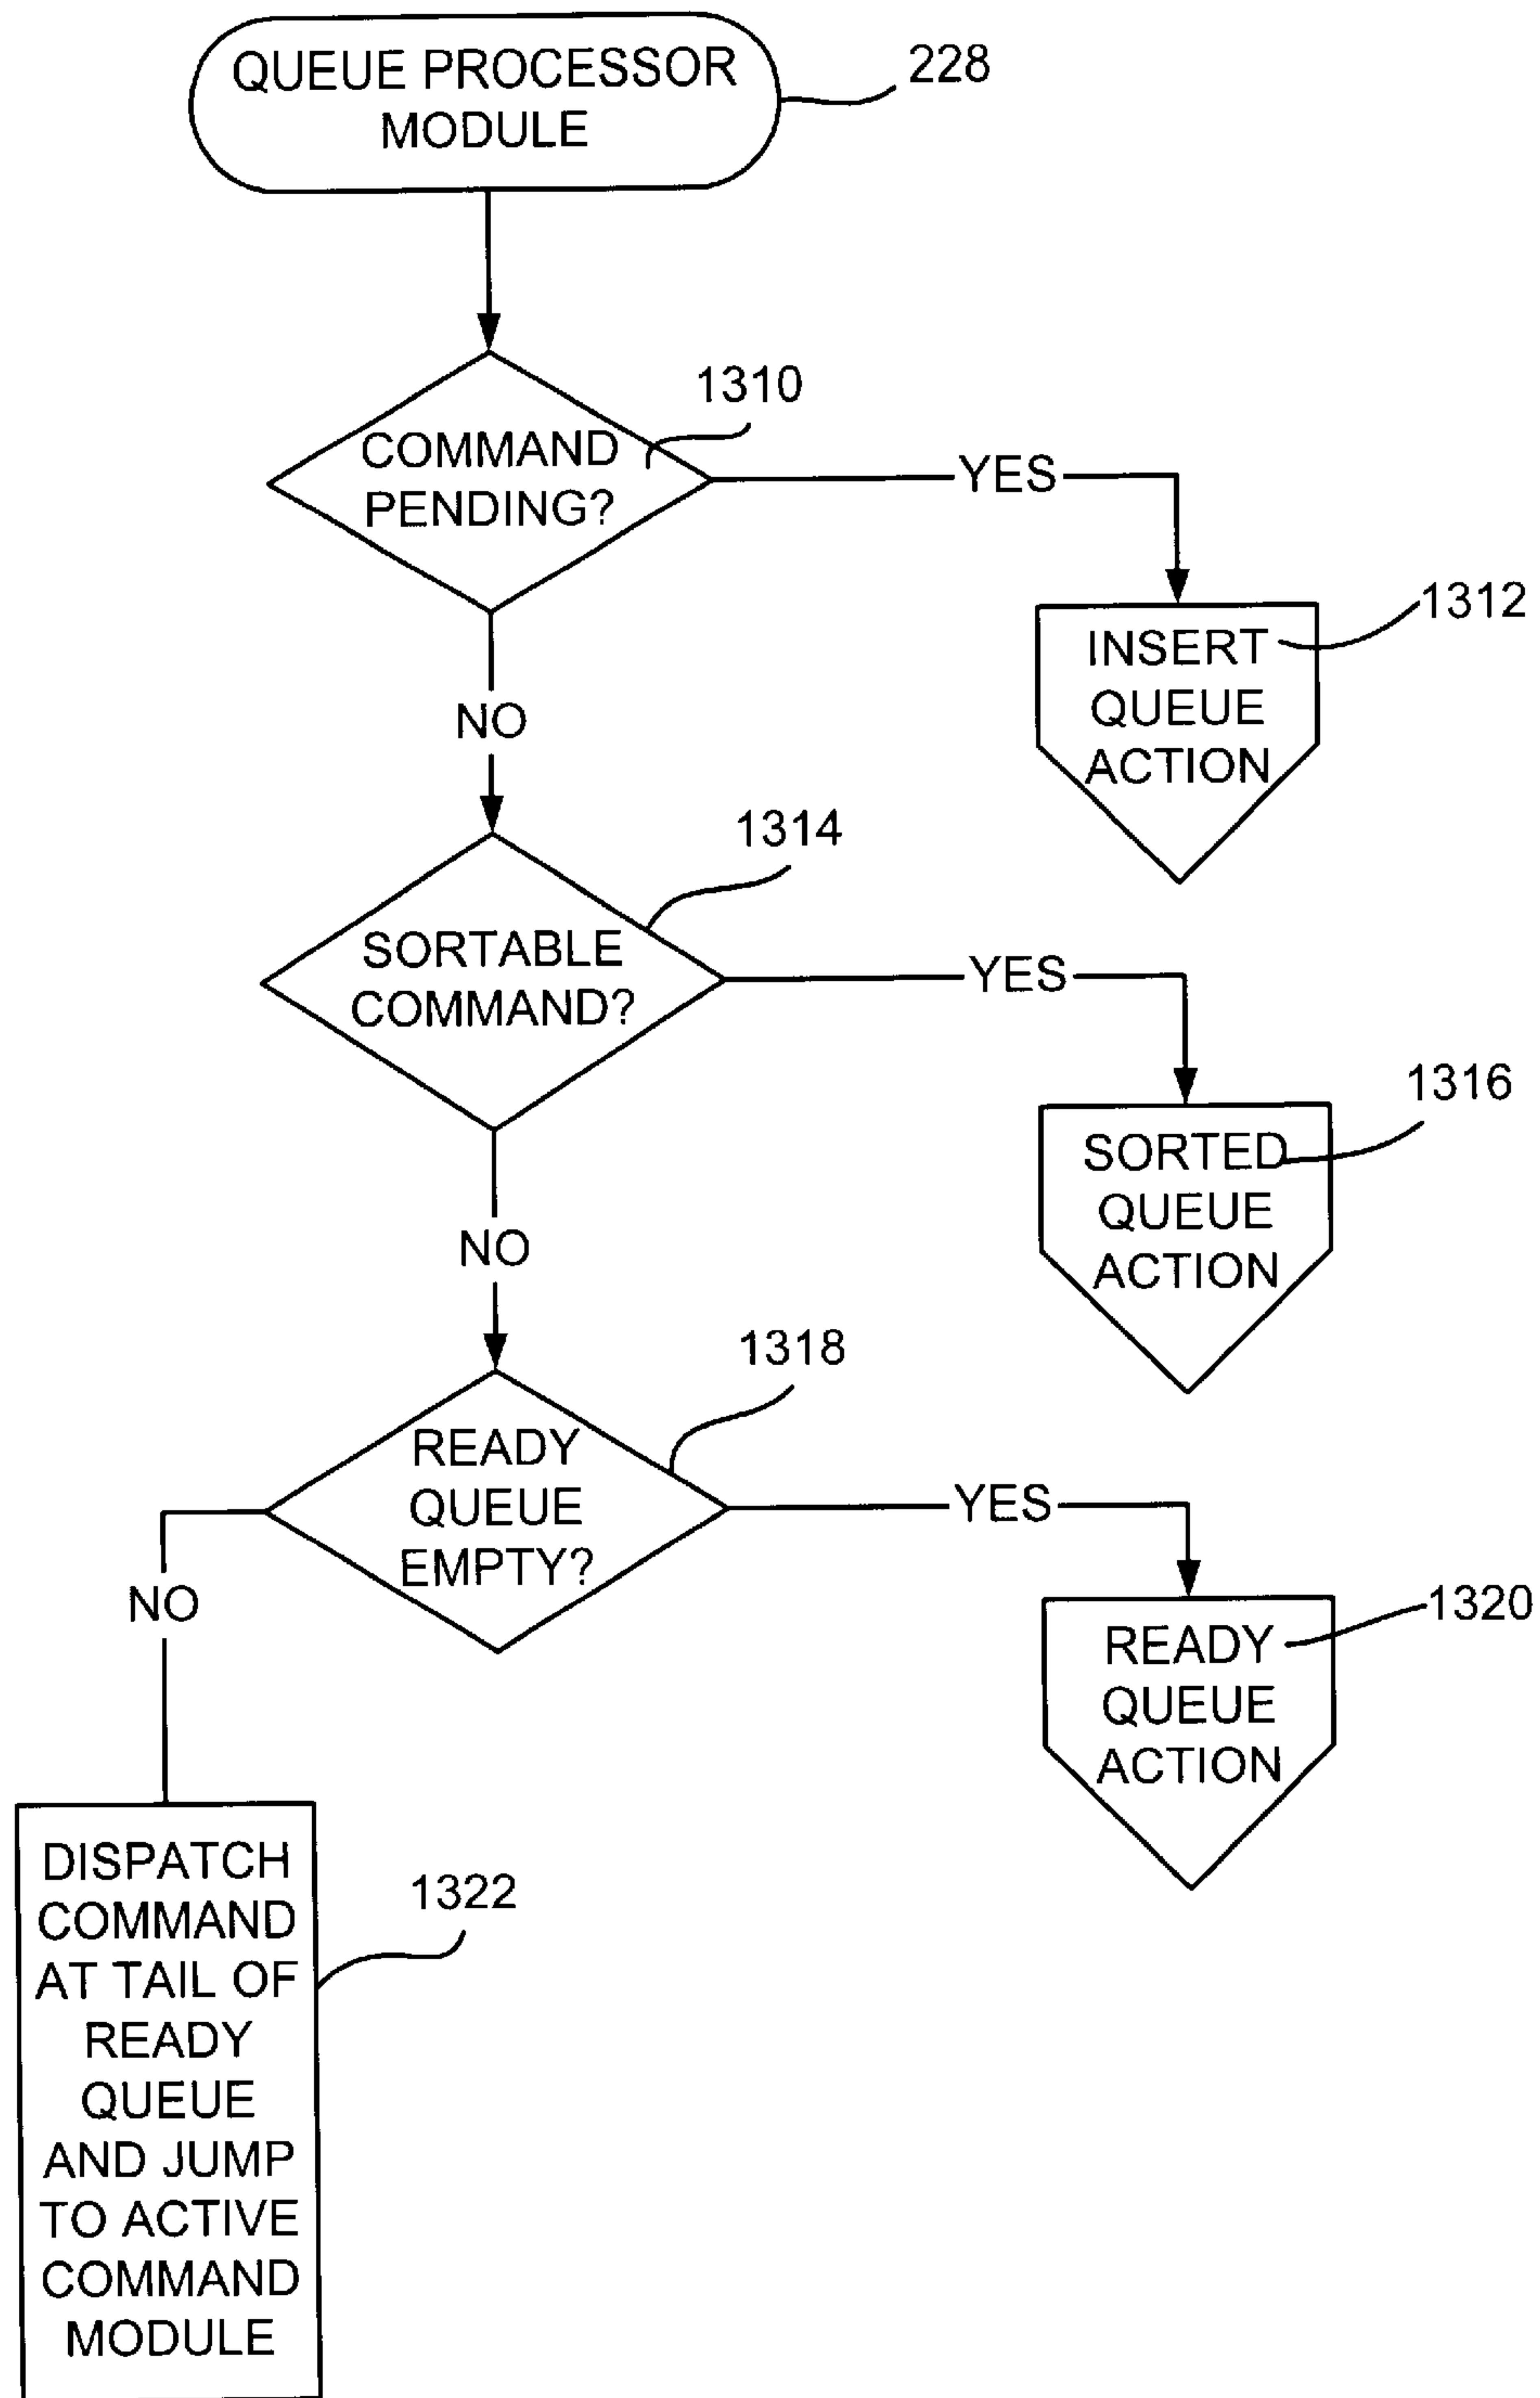 QUEUE PROCESSOR
MODULE
228
1310
COMMAND
PENDING?
YES
1312
INSERT
QUEUE
ACTION
NO
1314
SORTABLE
COMMAND?
YES
1316
SORTED
QUEUE
ACTION
NO
1318
READY
QUEUE
EMPTY?
YES
NO
1320
READY
QUEUE
ACTION
1322
DISPATCH
COMMAND
AT TAIL OF
READY
QUEUE
AND JUMP
TO ACTIVE
COMMAND
MODULE